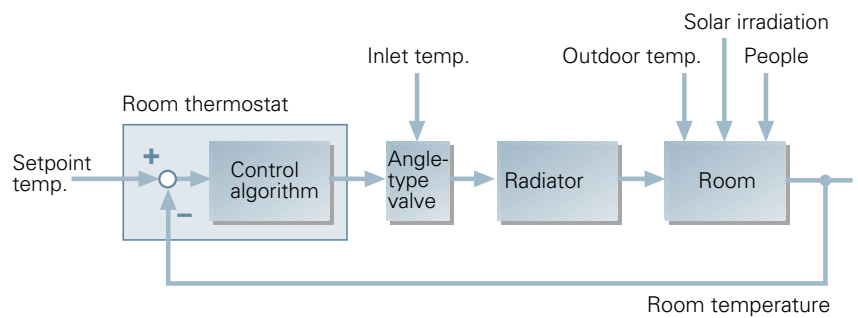 Solar irradiation
Inlet temp.
Outdoor temp.
People
Room thermostat
+
Setpoint
temp.
Control
algorithm
Angle-
type
valve
Radiator
Room
–
Room temperature